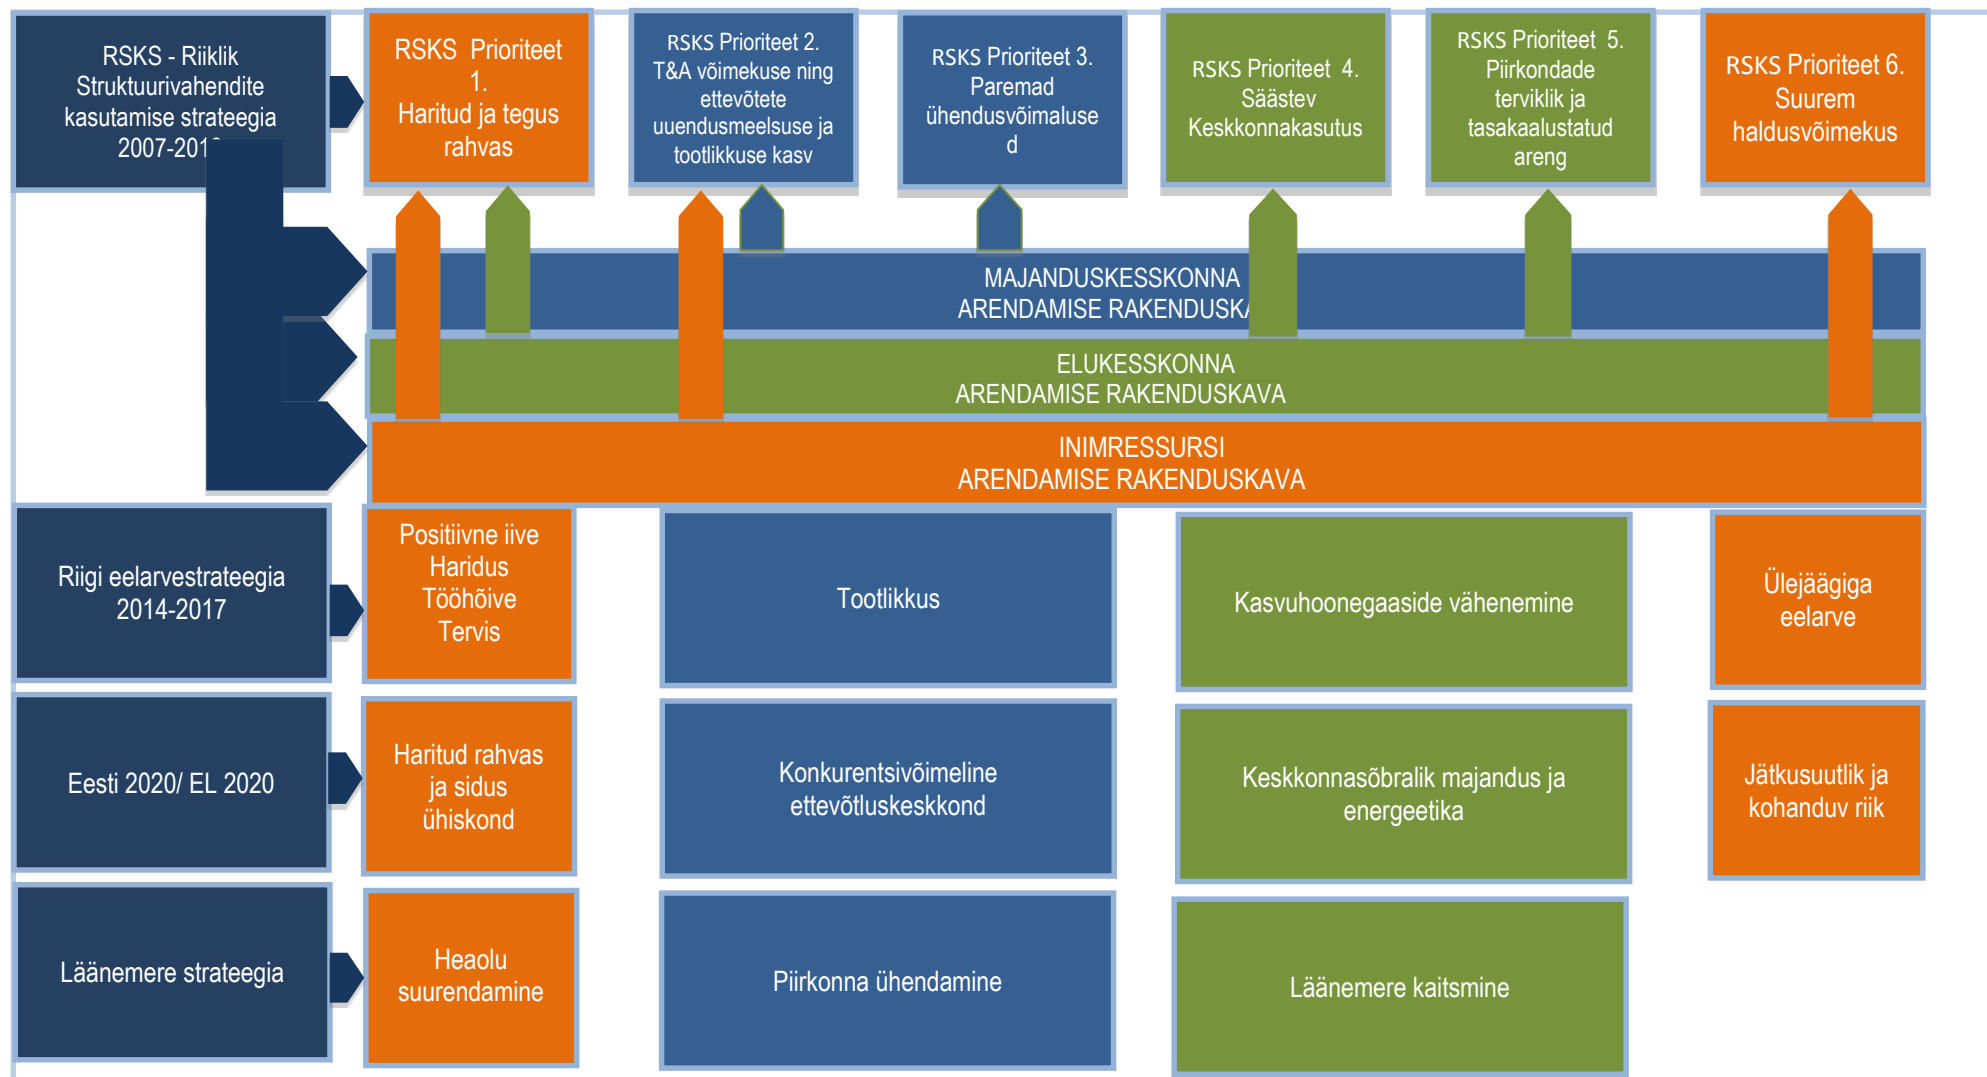 RSKS - Riiklik
Struktuurivahendite
kasutamise strateegia
2007-201
RSKS Prioriteet
1.
Haritud ja tegus
rahvas
RSKS Prioriteet 2.
T&A võimekuse ning
ettevõtete
uuendusmeelsuse ja
tootlikkuse kasv
RSKS Prioriteet 3.
Paremad
ühendusvõimaluse
d
RSKS Prioriteet 4.
Säästev
Keskkonnakasutus
RSKS Prioriteet 5.
Piirkondade
terviklik ja
tasakaalustatud
areng
RSKS Prioriteet 6.
Suurem
haldusvõimekus
MAJANDUSKESSKONNA
ARENDAMISE RAKENDUSKA
ELUKESSKONNA
ARENDAMISE RAKENDUSKAVA
INIMRESSURSI
ARENDAMISE RAKENDUSKAVA
Riigi eelarvestrateegia
2014-2017
Positiivne iive
Haridus
Tööhõive
Tervis
Tootlikkus
Kasvuhoonegaaside vähenemine
Ülejäägiga
eelarve
Eesti 2020/ EL 2020
Haritud rahvas
ja sidus
ühiskond
Konkurentsivõimeline
ettevõtluskeskkond
Keskkonnasõbralik majandus ja
energeetika
Jätkusuutlik ja
kohanduv riik
Läänemere strateegia
Heaolu
suurendamine
Piirkonna ühendamine
Läänemere kaitsmine